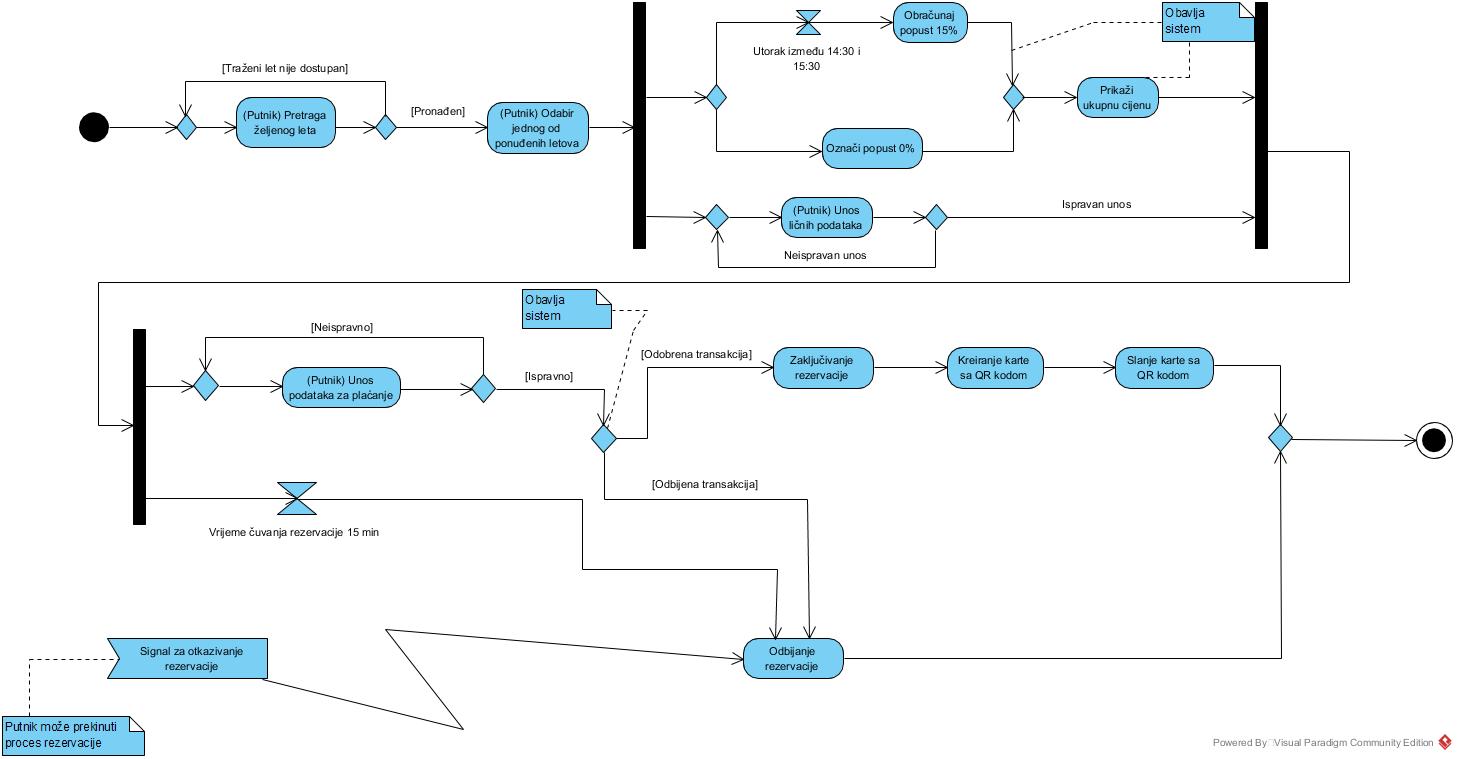 [Traženi let nije dostupan]
(Putnik) Pretraga
željenog leta
[Pronađen]
(Putnik) Odabir
jednog od
ponuđenih letova
Utorak između 14:30 i
15:30
Obračunaj
popust 15%
Označi popust 0%
Obavlja
sistem
Prikaži
ukupnu cijenu
(Putnik) Unos
ličnih podataka
Ispravan unos
Neispravan unos
[Neispravno]
(Putnik) Unos
podataka za plaćanje
[Ispravno]
Obavlja
sistem
[Odobrena transakcija]
Zaključivanje
rezervacije
Kreiranje karte
sa QR kodom
Slanje karte sa
QR kodom
[Odbijena transakcija]
Vrijeme čuvanja rezervacije 15 min
Signal za otkazivanje
rezervacije
Odbijanje
rezervacije
Putnik može prekinuti
proces rezervacije
Powered By Visual Paradigm Community Edition